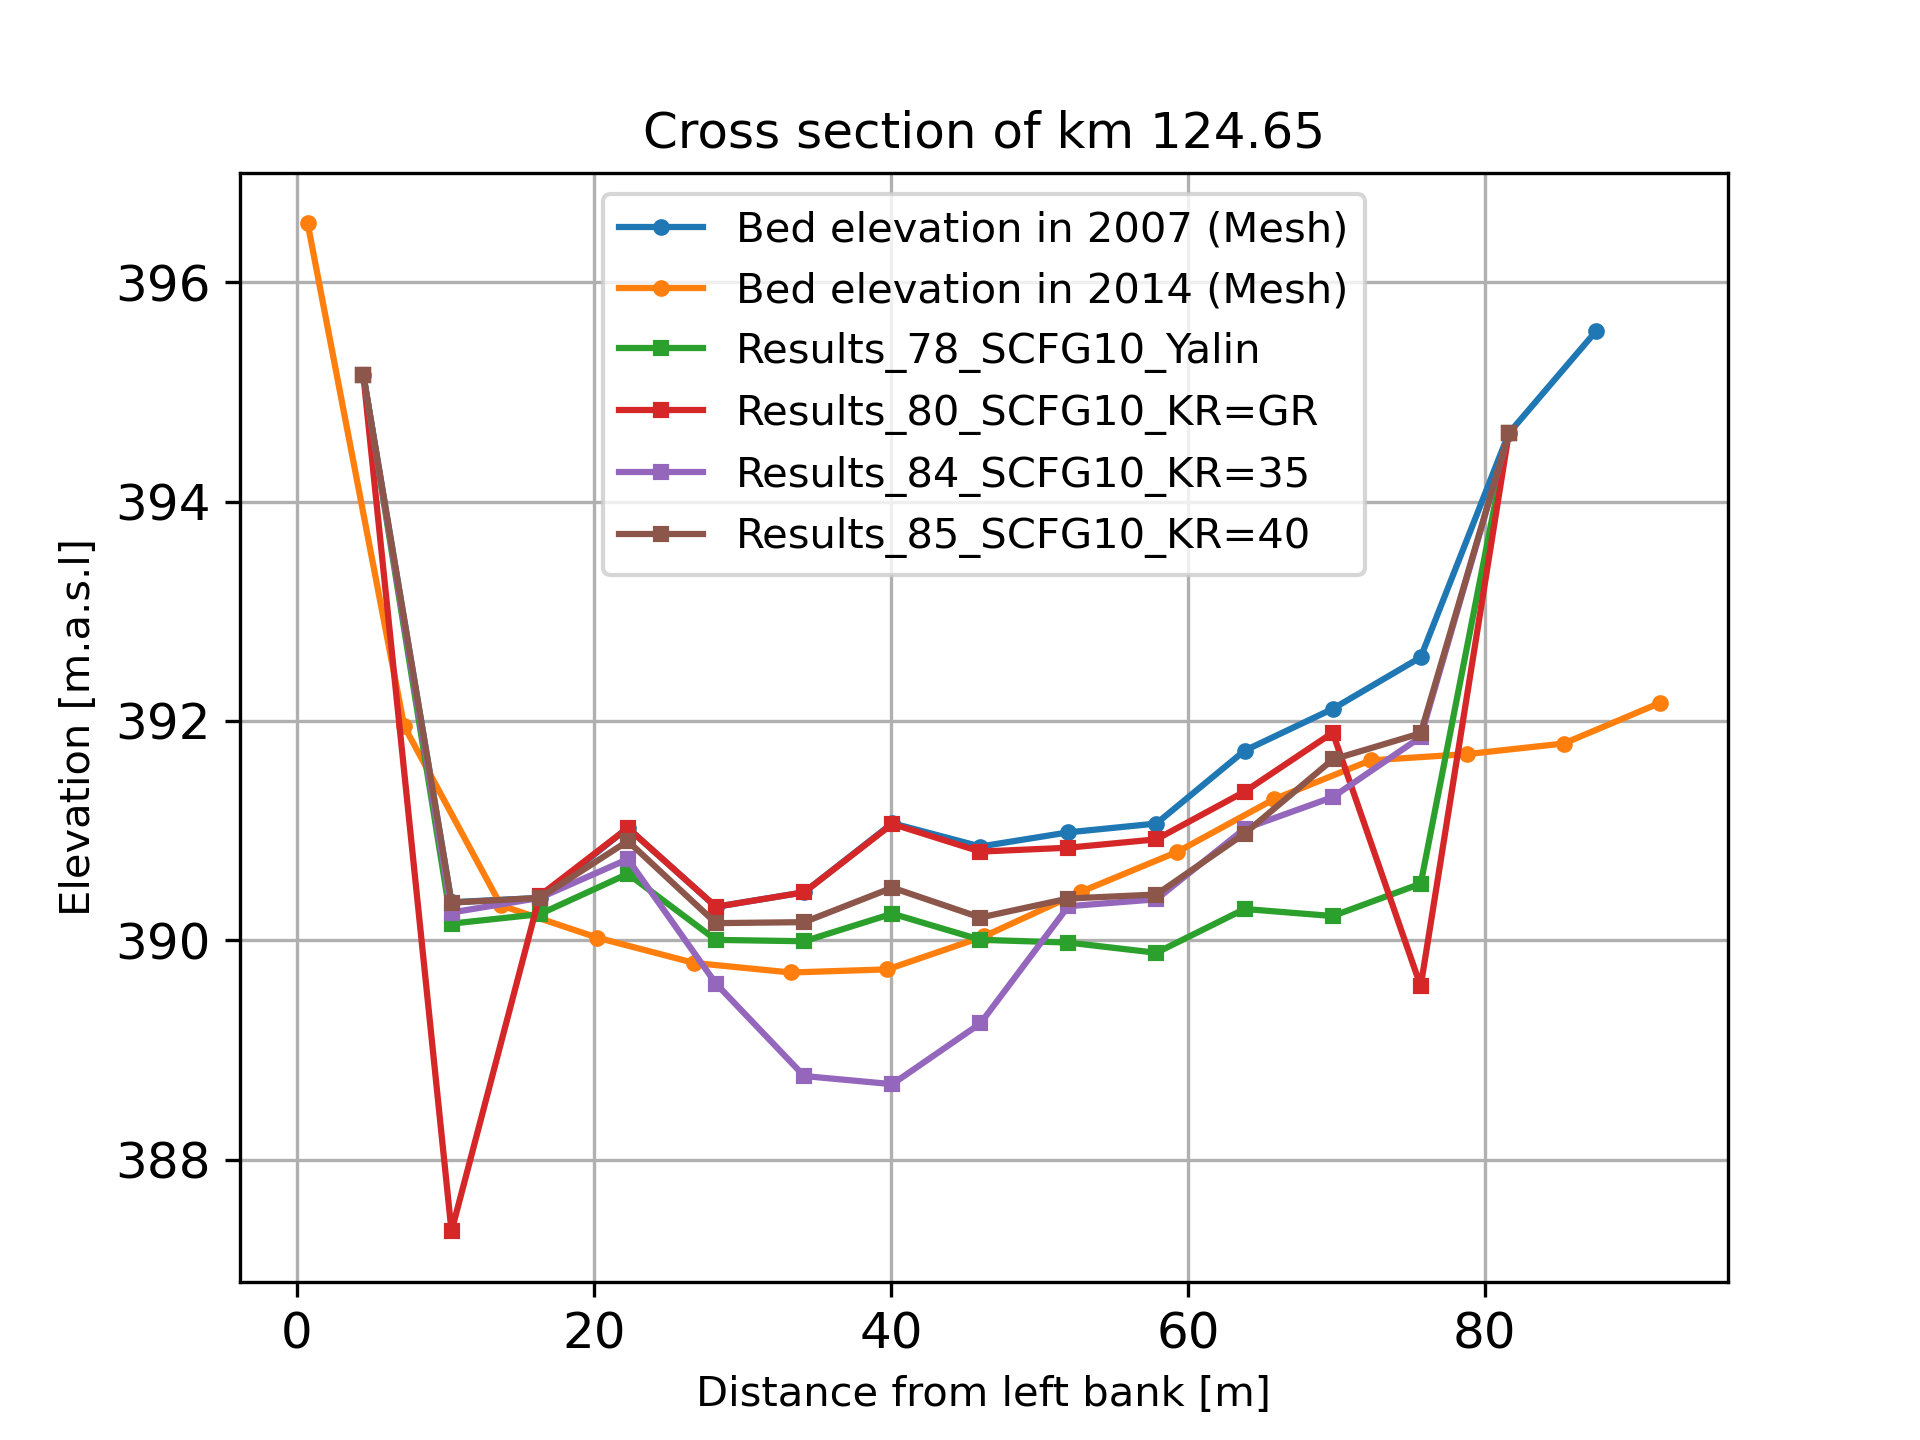 Cross section of km 124.65
Bed elevation in 2007 (Mesh)
Bed elevation in 2014 (Mesh)
Results_78_SCFG10_Yalin
Results_80_SCFG10_KR=GR
Results_84_SCFG10_KR=35
Results_85_SCFG10_KR=40
Elevation [m.a.s.l]
396
394
392
390
388
0 20 40 60 80
Distance from left bank [m]